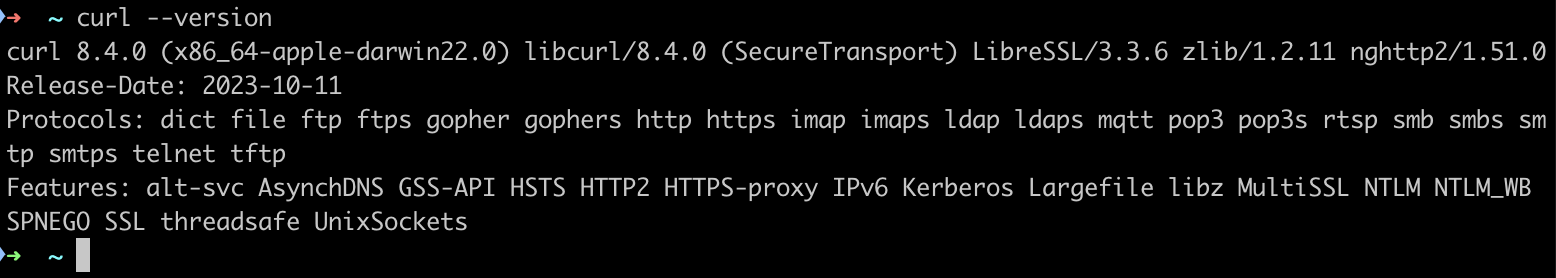 ➜ ~ curl --version
curl 8.4.0 (x86_64-apple-darwin22.0) libcurl/8.4.0 (SecureTransport) LibreSSL/3.3.6 zlib/1.2.11 nghttp2/1.51.0
Release-Date: 2023-10-11
Protocols: dict file ftp ftps gopher gophers http https imap imaps ldap ldaps mqtt pop3 pop3s rtsp smb smbs sm
tp smtps telnet tftp
Features: alt-svc AsynchDNS GSS-API HSTS HTTP2 HTTPS-proxy IPv6 Kerberos Largefile libz MultiSSL NTLM NTLM_WB
SPNEGO SSL threadsafe UnixSockets
➜ ~